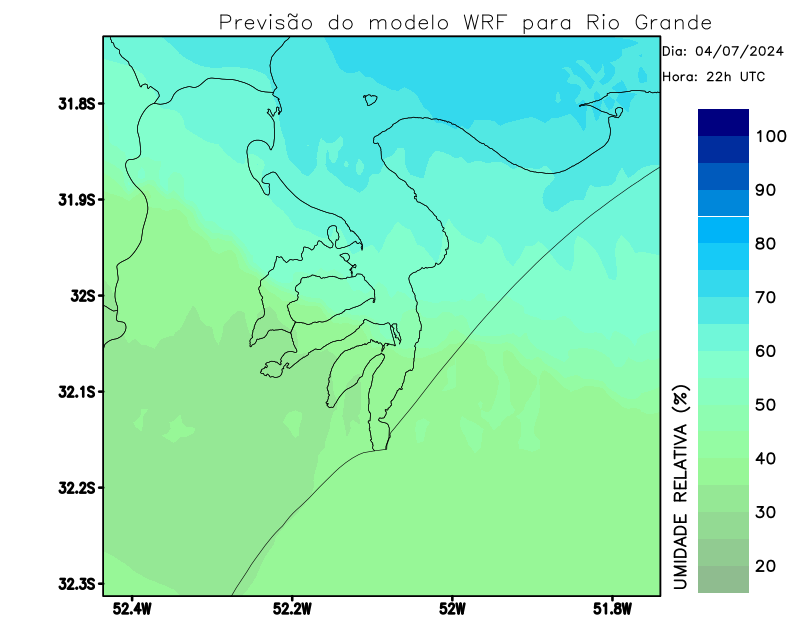 Previsão do modelo WRF para Rio Grande
Dia: 04/07/2024
Hora: 22h UTC
31.8S
31.9S
32S
32.1S
32.2S
32.3S
52.4W
52.2W
52W
51.8W
UMIDADE RELATIVA (%)
100
90
80
70
60
50
40
30
20